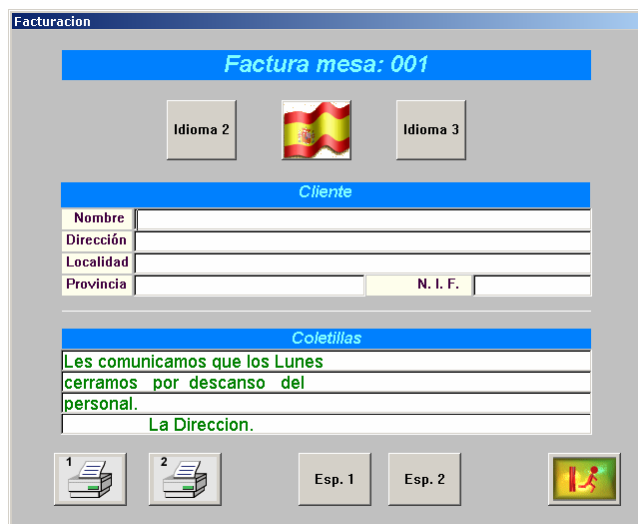 Facturacion
Factura mesa: 001
Idioma 2
Idioma 3
Cliente
Nombre
Dirección
Localidad
Provincia N. I. F.
Coletillas
Les comunicamos que los Lunes
cerramos por descanso del
personal.
La Direccion.
1 2 Esp. 1 Esp. 2